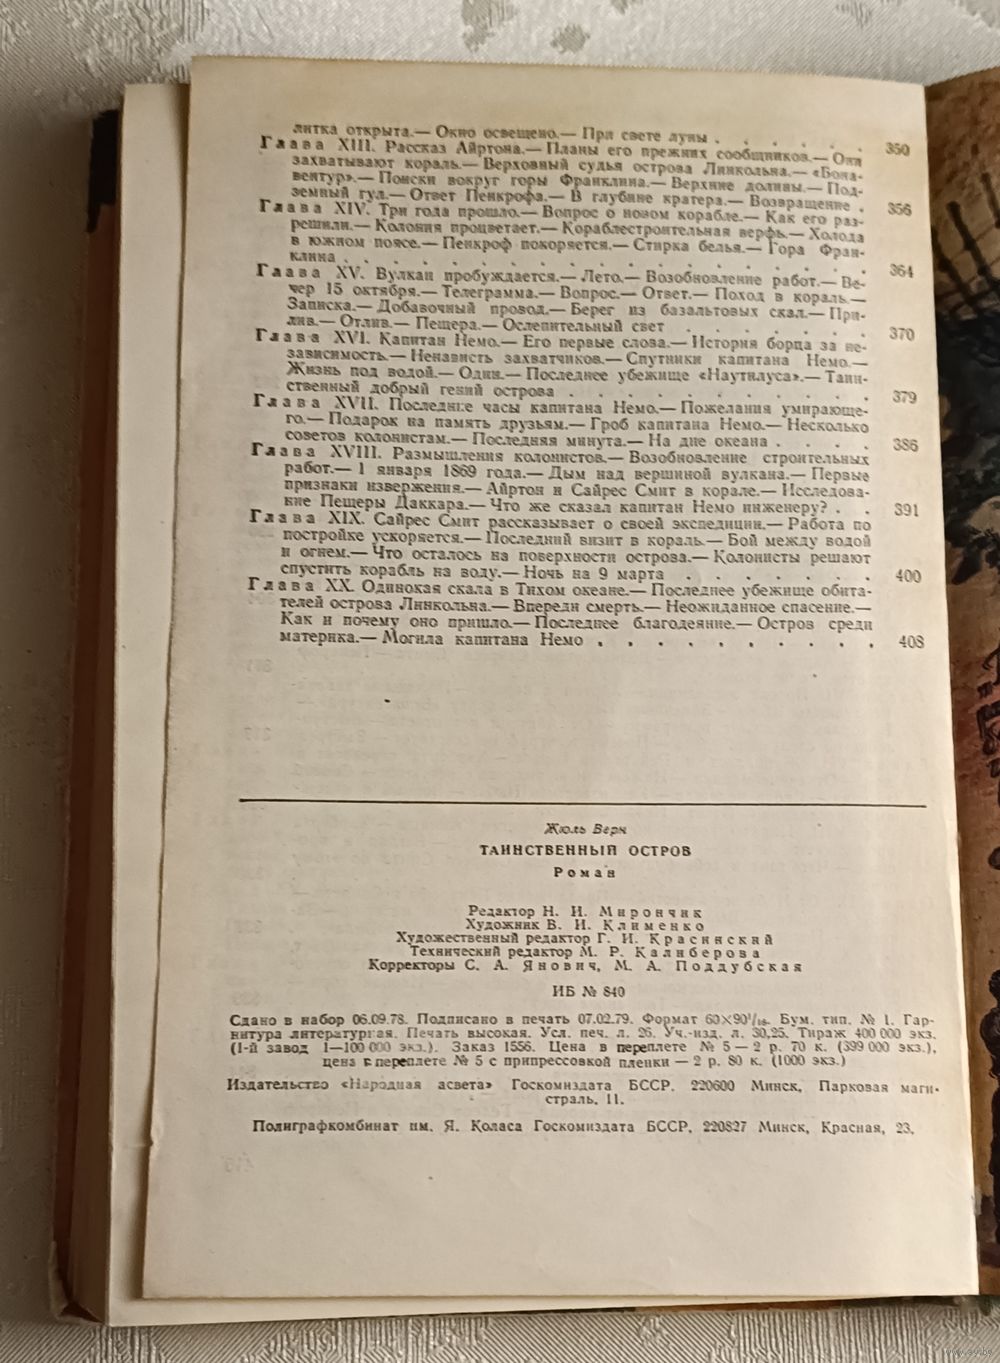 литка открыта.— Окно освещено.— При свете луны . . . . . . 350
Глава XIII. Рассказ Айртона.— Планы его прежних сообщников.— Они
захватывают кораль.— Верховный судья острова Линкольна.— «Бона-
вентур».— Поиски вокруг горы Франклина.— Верхние долины.— Под-
земный гул.— Ответ Пенкрофа.— В глубине кратера.— Возвращение . 356
Глава XIV. Три года прошло.— Вопрос о новом корабле.— Как его раз-
решили.— Колония процветает.— Кораблестроительная верфь.— Холода
в южном поясе.— Пенкроф покоряется.— Стирка белья.— Гора Фран-
клина . . . . . . . . . . . . . . . . . 364
Глава XV. Вулкан пробуждается.— Лето.— Возобновление работ.— Ве-
чер 15 октября.— Телеграмма.— Вопрос.— Ответ.— Поход в кораль.—
Записка.— Добавочный провод.— Берег из базальтовых скал.— При-
лив.— Отлив.— Пещера.— Ослепительный свет . . . . . . . 370
Глава XVI. Капитан Немо.— Его первые слова.— История борца за не-
зависимость.— Ненависть захватчиков.— Спутники капитана Немо.—
Жизнь под водой.— Один.— Последнее убежище «Наутилуса».— Таин-
ственный добрый гений острова . . . . . . . . . . 379
Глава XVII. Последние часы капитана Немо.— Пожелания умирающе-
го.— Подарок на память друзьям.— Гроб капитана Немо.— Несколько
советов колонистам.— Последняя минута.— На дне океана . . . . 386
Глава XVIII. Размышления колонистов.— Возобновление строительных
работ.— 1 января 1869 года.— Дым над вершиной вулкана.— Первые
признаки извержения.— Айртон и Сайрес Смит в корале.— Исследова-
ние Пещеры Даккара.— Что же сказал капитан Немо инженеру? . . 391
Глава XIX. Сайрес Смит рассказывает о своей экспедиции.— Работа по
постройке ускоряется.— Последний визит в кораль.— Бой между водой
и огнем.— Что осталось на поверхности острова.— Колонисты решают
спустить корабль на воду.— Ночь на 9 марта . . . . . . . 400
Глава XX. Одинокая скала в Тихом океане.— Последнее убежище обита-
телей острова Линкольна.— Впереди смерть.— Неожиданное спасение.—
Как и почему оно пришло.— Последнее благодеяние.— Остров среди
материка.— Могила капитана Немо . . . . . . . . . . 408
Жюль Верн
ТАИНСТВЕННЫЙ ОСТРОВ
Роман
Редактор Н. И. Мирончик
Художник В. И. Клименко
Художественный редактор Г. И. Красинский
Технический редактор М. Р. Калиберова
Корректоры С. А. Янович, М. А. Поддубская
ИБ № 840
Сдано в набор 06.09.78. Подписано в печать 07.02.79. Формат 60×90¹/₁₆. Бум. тип. № 1. Гар-
нитура литературная. Печать высокая. Усл. печ. л. 26. Уч.-изд. л. 30,25. Тираж 400 000 экз.
(1-й завод 1—100 000 экз.). Заказ 1556. Цена в переплете № 5 — 2 р. 70 к. (399 000 экз.),
цена в переплете № 5 с припрессовкой пленки — 2 р. 80 к. (1000 экз.)
Издательство «Народная асвета» Госкомиздата БССР. 220600 Минск, Парковая маги-
страль, 11.
Полиграфкомбинат им. Я. Коласа Госкомиздата БССР, 220827 Минск, Красная, 23.